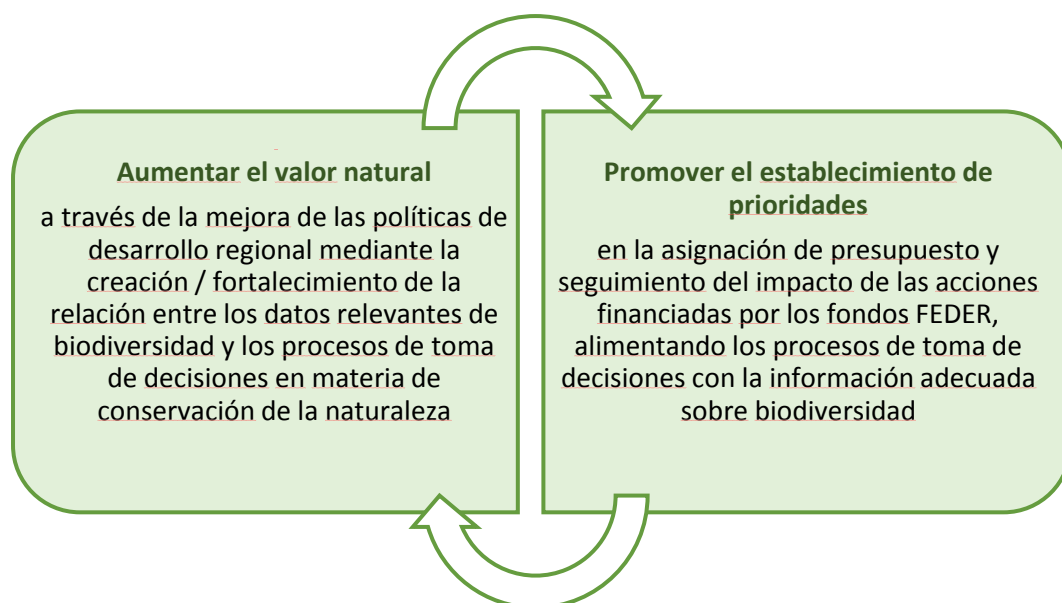 Aumentar el valor natural
a través de la mejora de las políticas de
desarrollo regional mediante la
creación / fortalecimiento de la
relación entre los datos relevantes de
biodiversidad y los procesos de toma
de decisiones en materia de
conservación de la naturaleza
Promover el establecimiento de
prioridades
en la asignación de presupuesto y
seguimiento del impacto de las acciones
financiadas por los fondos FEDER,
alimentando los procesos de toma de
decisiones con la información adecuada
sobre biodiversidad